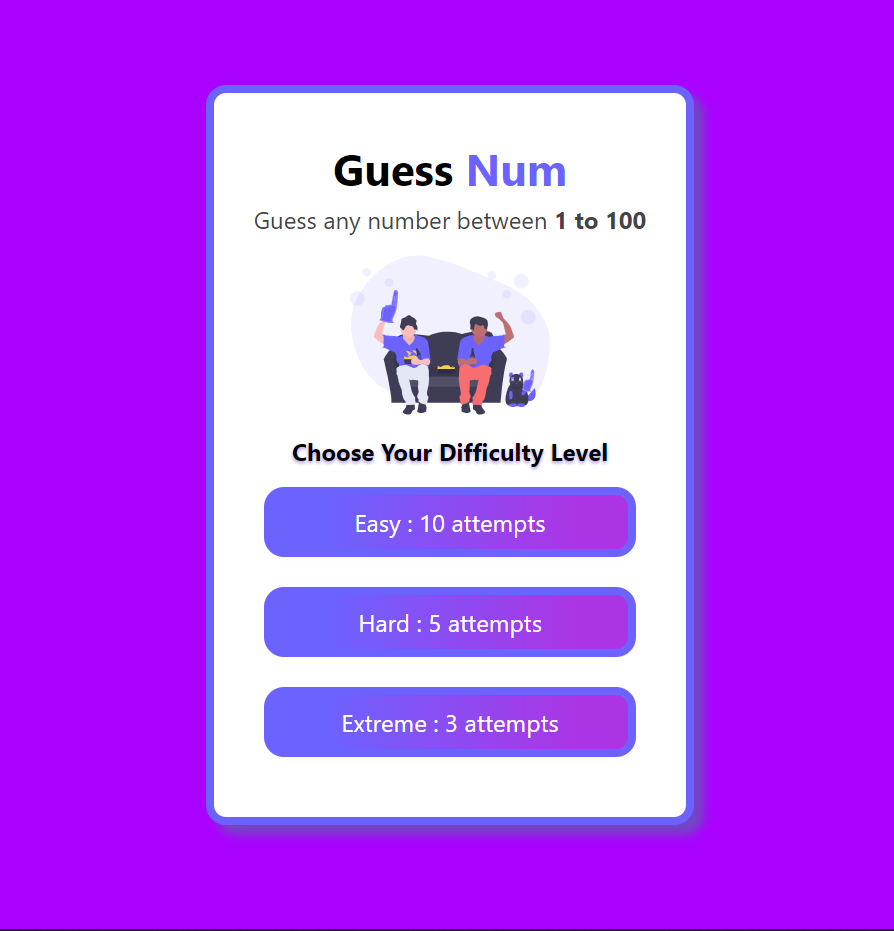 Guess Num
Guess any number between 1 to 100
Choose Your Difficulty Level
Easy : 10 attempts
Hard : 5 attempts
Extreme : 3 attempts